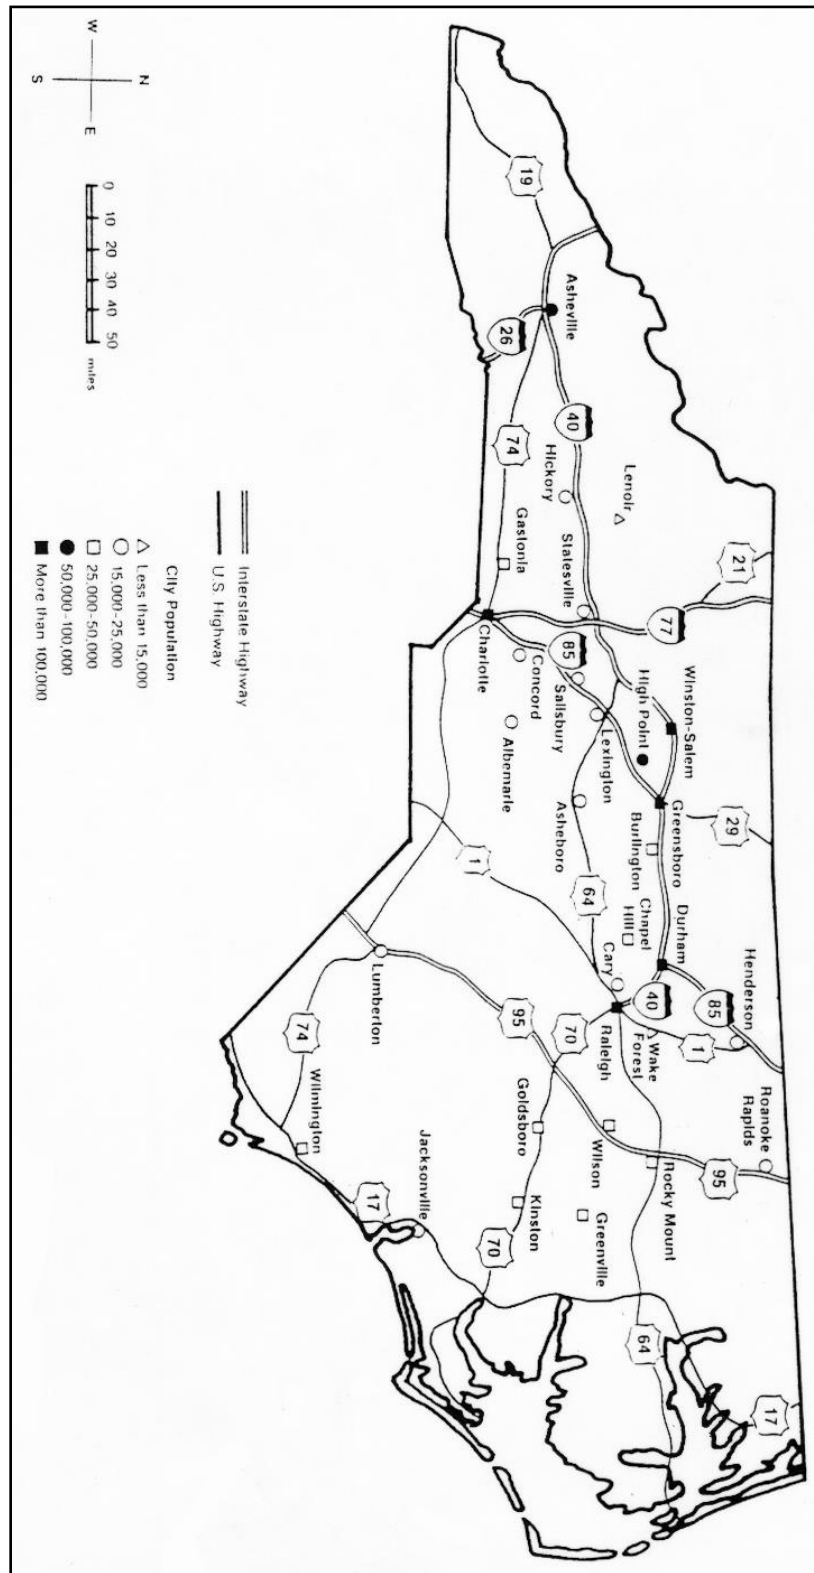 17
Roanoke
Rapids
Henderson
21
29
85
95
Winston-Salem
77
Greensboro
Durham
1
Rocky Mount
Lenoir
High Point
Burlington
Chapel
Hill
40
Wake
Forest
64
Lexington
Cary
Raleigh
Wilson
Greenville
40
Statesville
85
Salisbury
Asheboro
64
70
Asheville
Hickory
Concord
Albemarle
95
Goldsboro
Kinston
19
26
74
Gastonia
Charlotte
1
70
Lumberton
Jacksonville
17
74
Wilmington
Interstate Highway
U.S. Highway
City Population
Less than 15,000
15,000-25,000
25,000-50,000
50,000-100,000
More than 100,000
N
W
E
S
0 10 20 30 40 50
miles